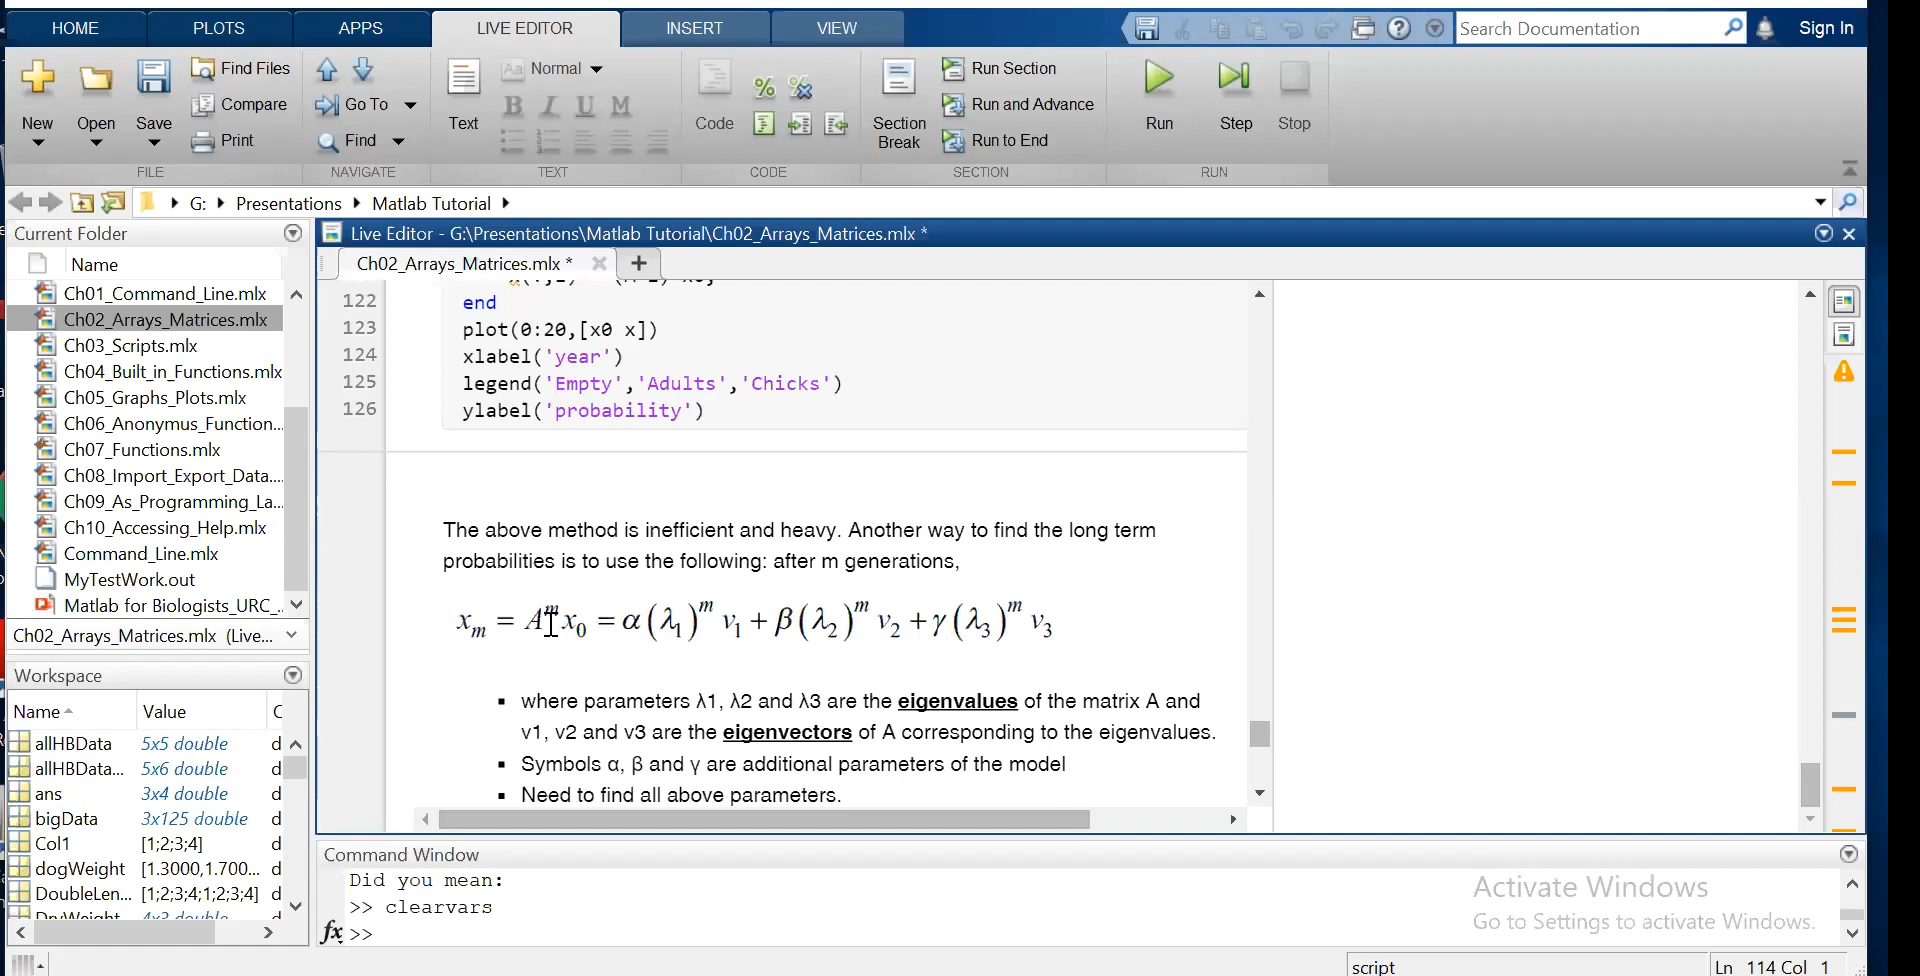 HOME PLOTS APPS LIVE EDITOR INSERT VIEW Search Documentation Sign In
New Open Save Find Files Compare Print
Go To Find
Text Normal B I U M
Code
Section Break Run Section Run and Advance Run to End
Run Step Stop
FILE NAVIGATE TEXT CODE SECTION RUN
G: Presentations Matlab Tutorial
Current Folder
Name
Ch01_Command_Line.mlx
Ch02_Arrays_Matrices.mlx
Ch03_Scripts.mlx
Ch04_Built_in_Functions.mlx
Ch05_Graphs_Plots.mlx
Ch06_Anonymus_Function...
Ch07_Functions.mlx
Ch08_Import_Export_Data....
Ch09_As_Programming_La...
Ch10_Accessing_Help.mlx
Command_Line.mlx
MyTestWork.out
Matlab for Biologists_URC_...
Ch02_Arrays_Matrices.mlx (Live...
Workspace
Name Value C
allHBData 5x5 double d
allHBData... 5x6 double d
ans 3x4 double d
bigData 3x125 double d
Col1 [1;2;3;4] d
dogWeight [1.3000,1.700... d
DoubleLen... [1;2;3;4;1;2;3;4] d
DryWeight 4x3 double d
Live Editor - G:\Presentations\Matlab Tutorial\Ch02_Arrays_Matrices.mlx *
Ch02_Arrays_Matrices.mlx *
122 end
123 plot(0:20,[x0 x])
124 xlabel('year')
125 legend('Empty','Adults','Chicks')
126 ylabel('probability')
The above method is inefficient and heavy. Another way to find the long term
probabilities is to use the following: after m generations,
x_m = A^m x_0 = α(λ_1)^m v_1 + β(λ_2)^m v_2 + γ(λ_3)^m v_3
▪ where parameters λ1, λ2 and λ3 are the eigenvalues of the matrix A and
v1, v2 and v3 are the eigenvectors of A corresponding to the eigenvalues.
▪ Symbols α, β and γ are additional parameters of the model
▪ Need to find all above parameters.
Command Window
Did you mean:
>> clearvars
fx >>
Activate Windows
Go to Settings to activate Windows.
script Ln 114 Col 1